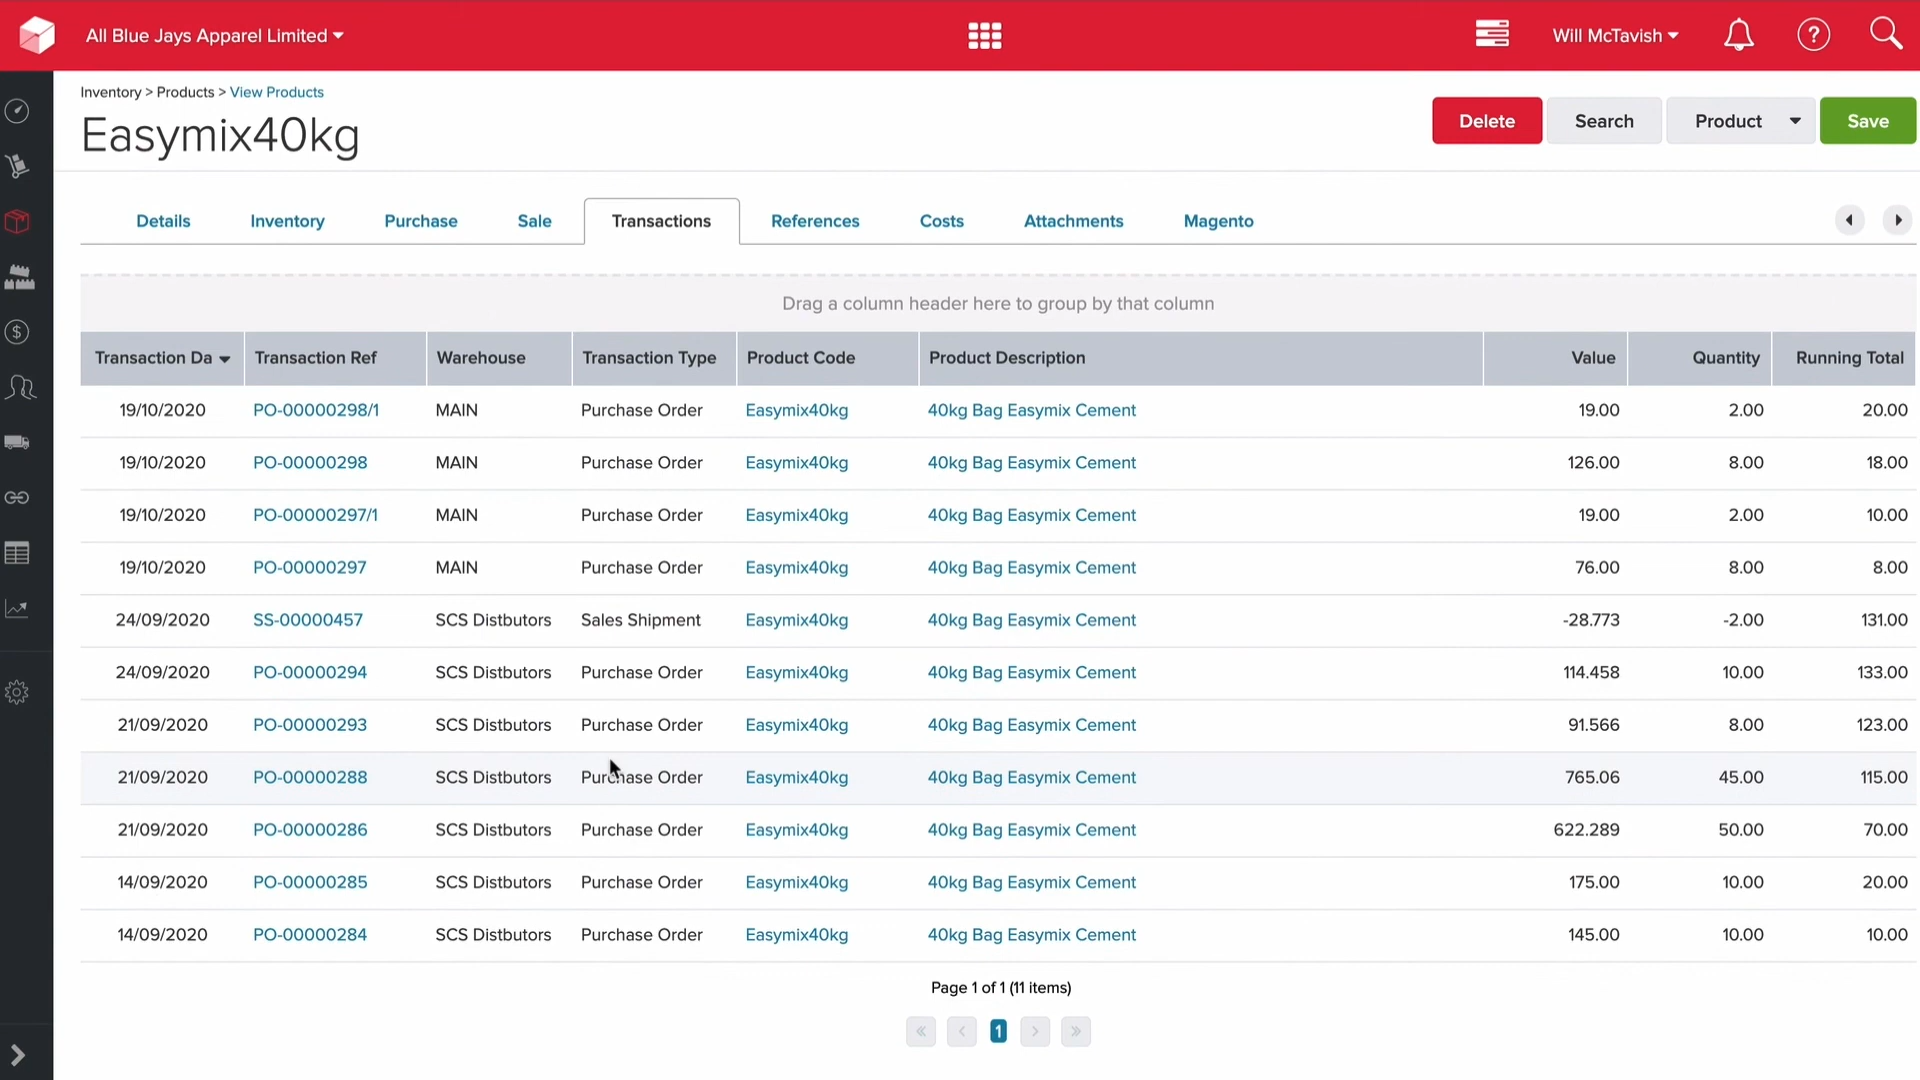 All Blue Jays Apparel Limited
Will McTavish
?
Inventory > Products > View Products
Easymix40kg
Delete
Search
Product
Save
Details
Inventory
Purchase
Sale
Transactions
References
Costs
Attachments
Magento
Drag a column header here to group by that column
Transaction Da Transaction Ref Warehouse Transaction Type Product Code Product Description Value Quantity Running Total
19/10/2020 PO-00000298/1 MAIN Purchase Order Easymix40kg 40kg Bag Easymix Cement 19.00 2.00 20.00
19/10/2020 PO-00000298 MAIN Purchase Order Easymix40kg 40kg Bag Easymix Cement 126.00 8.00 18.00
19/10/2020 PO-00000297/1 MAIN Purchase Order Easymix40kg 40kg Bag Easymix Cement 19.00 2.00 10.00
19/10/2020 PO-00000297 MAIN Purchase Order Easymix40kg 40kg Bag Easymix Cement 76.00 8.00 8.00
24/09/2020 SS-00000457 SCS Distbutors Sales Shipment Easymix40kg 40kg Bag Easymix Cement -28.773 -2.00 131.00
24/09/2020 PO-00000294 SCS Distbutors Purchase Order Easymix40kg 40kg Bag Easymix Cement 114.458 10.00 133.00
21/09/2020 PO-00000293 SCS Distbutors Purchase Order Easymix40kg 40kg Bag Easymix Cement 91.566 8.00 123.00
21/09/2020 PO-00000288 SCS Distbutors Purchase Order Easymix40kg 40kg Bag Easymix Cement 765.06 45.00 115.00
21/09/2020 PO-00000286 SCS Distbutors Purchase Order Easymix40kg 40kg Bag Easymix Cement 622.289 50.00 70.00
14/09/2020 PO-00000285 SCS Distbutors Purchase Order Easymix40kg 40kg Bag Easymix Cement 175.00 10.00 20.00
14/09/2020 PO-00000284 SCS Distbutors Purchase Order Easymix40kg 40kg Bag Easymix Cement 145.00 10.00 10.00
Page 1 of 1 (11 items)
« ‹ 1 › »